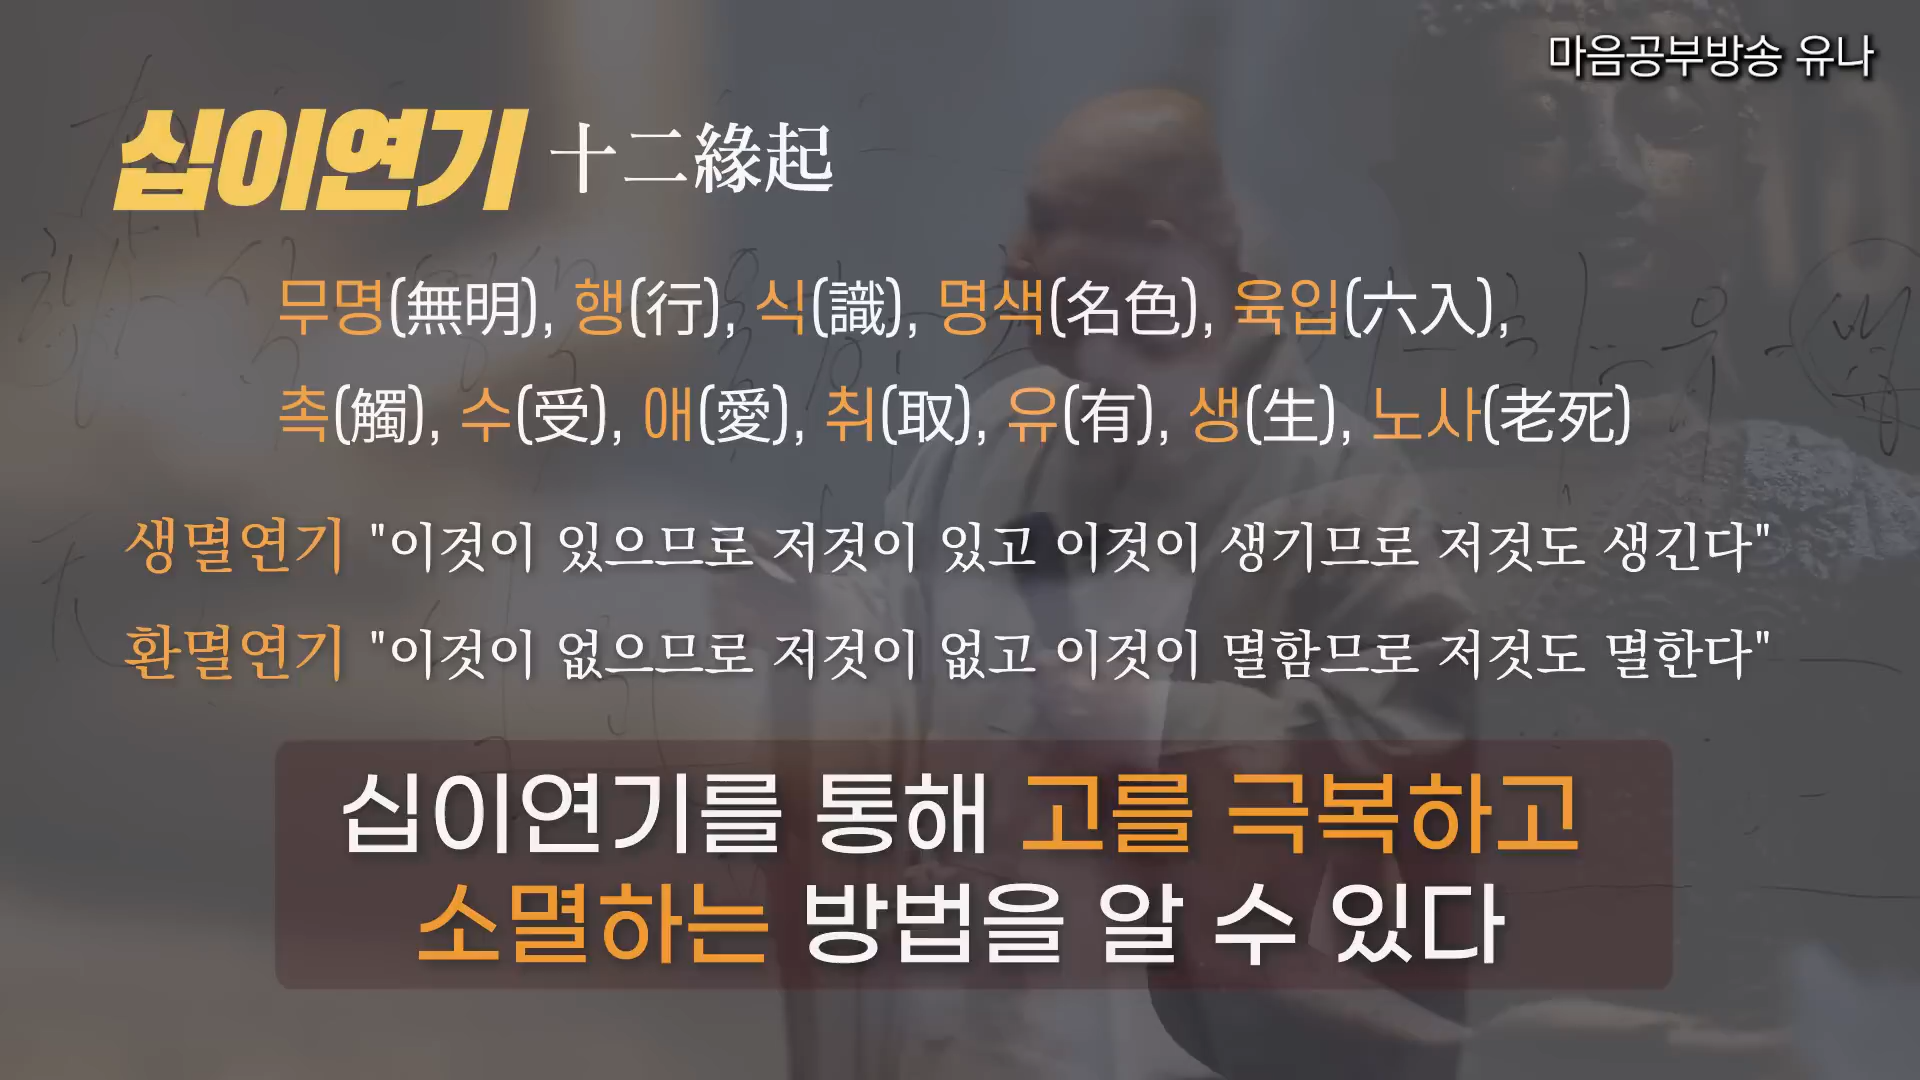 마음공부방송 유나
십이연기 十二緣起
무명(無明), 행(行), 식(識), 명색(名色), 육입(六入),
촉(觸), 수(受), 애(愛), 취(取), 유(有), 생(生), 노사(老死)
생멸연기 "이것이 있으므로 저것이 있고 이것이 생기므로 저것도 생긴다"
환멸연기 "이것이 없으므로 저것이 없고 이것이 멸함므로 저것도 멸한다"
십이연기를 통해 고를 극복하고
소멸하는 방법을 알 수 있다